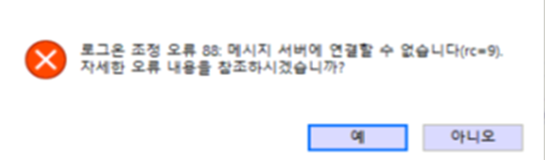 로그온 조정 오류 88: 메시지 서버에 연결할 수 없습니다(rc=9).
자세한 오류 내용을 참조하시겠습니까?
예
아니오